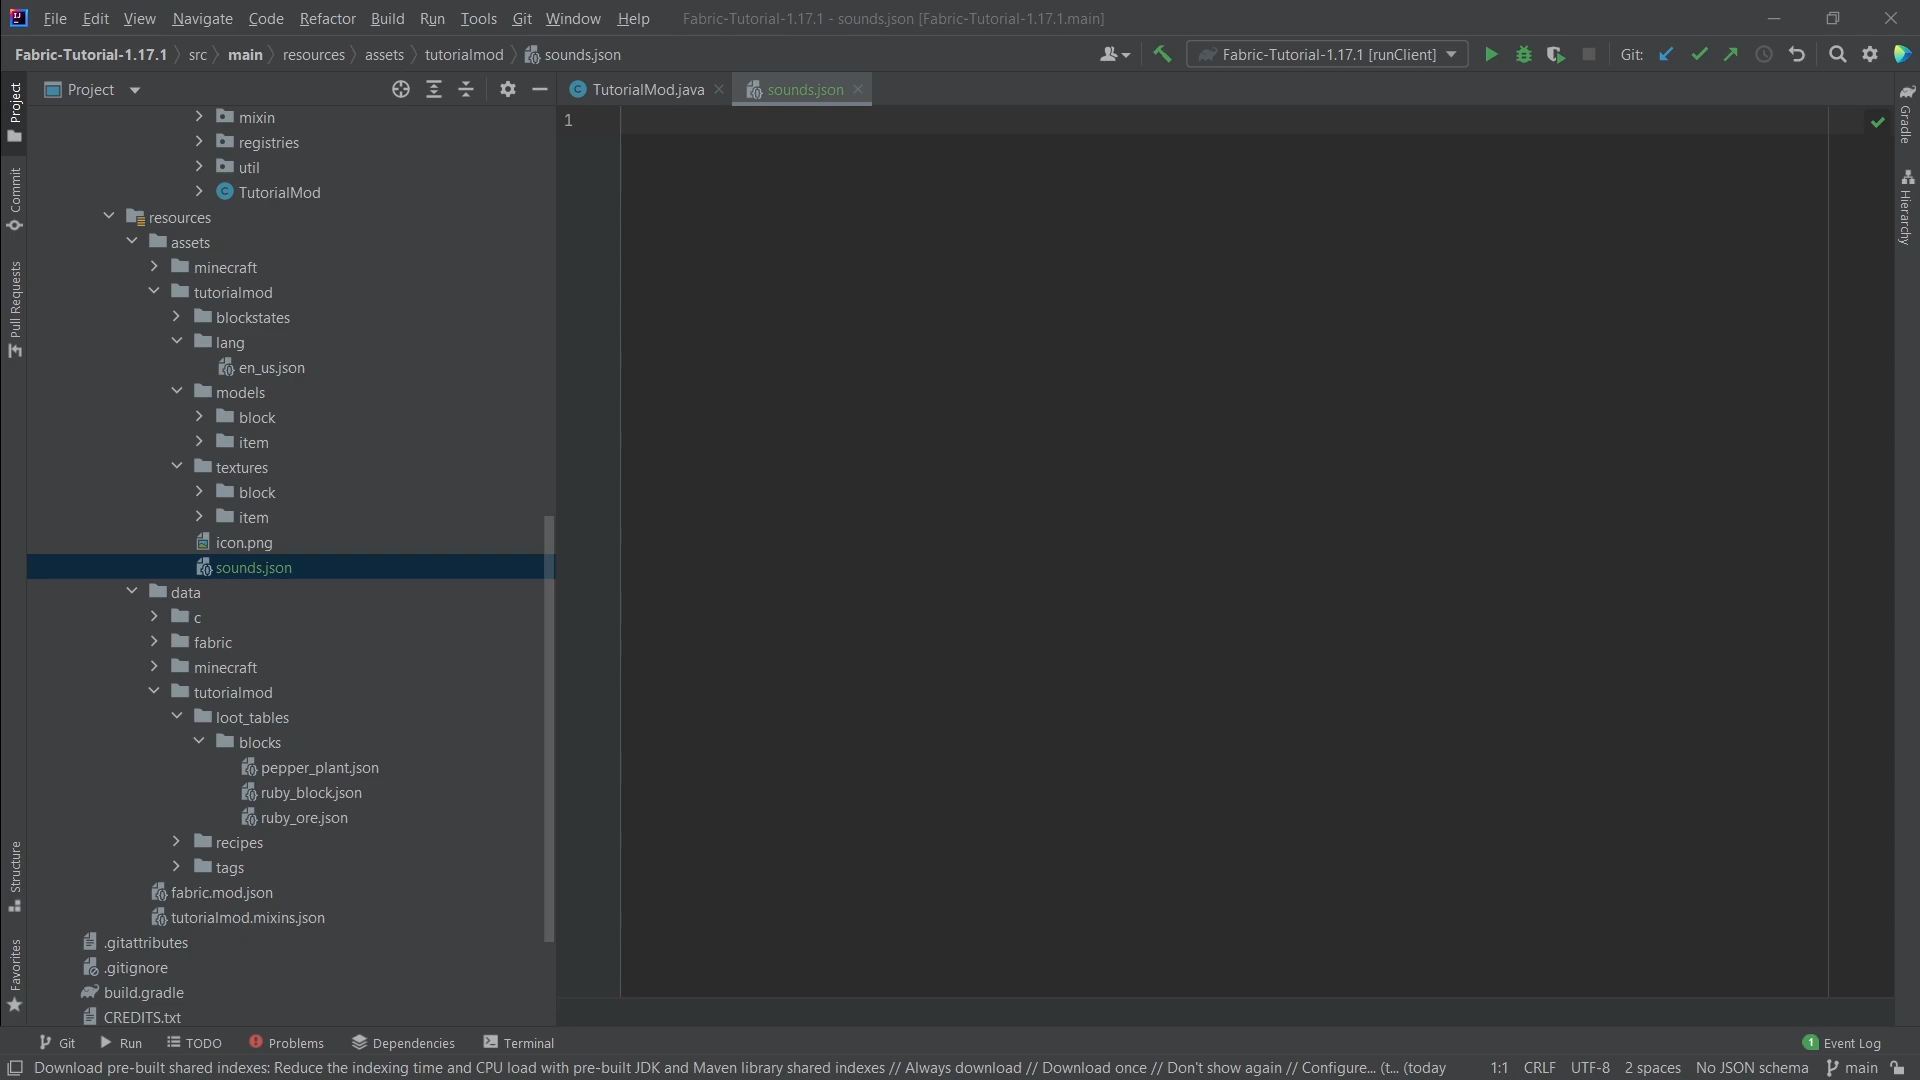 File Edit View Navigate Code Refactor Build Run Tools Git Window Help Fabric-Tutorial-1.17.1 - sounds.json [Fabric-Tutorial-1.17.1.main]
Fabric-Tutorial-1.17.1 src main resources assets tutorialmod sounds.json Fabric-Tutorial-1.17.1 [runClient] Git:
Project TutorialMod.java sounds.json
1
mixin
registries
util
TutorialMod
resources
assets
minecraft
tutorialmod
blockstates
lang
en_us.json
models
block
item
textures
block
item
icon.png
sounds.json
data
c
fabric
minecraft
tutorialmod
loot_tables
blocks
pepper_plant.json
ruby_block.json
ruby_ore.json
recipes
tags
fabric.mod.json
tutorialmod.mixins.json
.gitattributes
.gitignore
build.gradle
CREDITS.txt
Project
Commit
Pull Requests
Structure
Favorites
Gradle
Hierarchy
Git Run TODO Problems Dependencies Terminal 1 Event Log
Download pre-built shared indexes: Reduce the indexing time and CPU load with pre-built JDK and Maven library shared indexes // Always download // Download once // Don't show again // Configure... (t... (today 1:1 CRLF UTF-8 2 spaces No JSON schema main